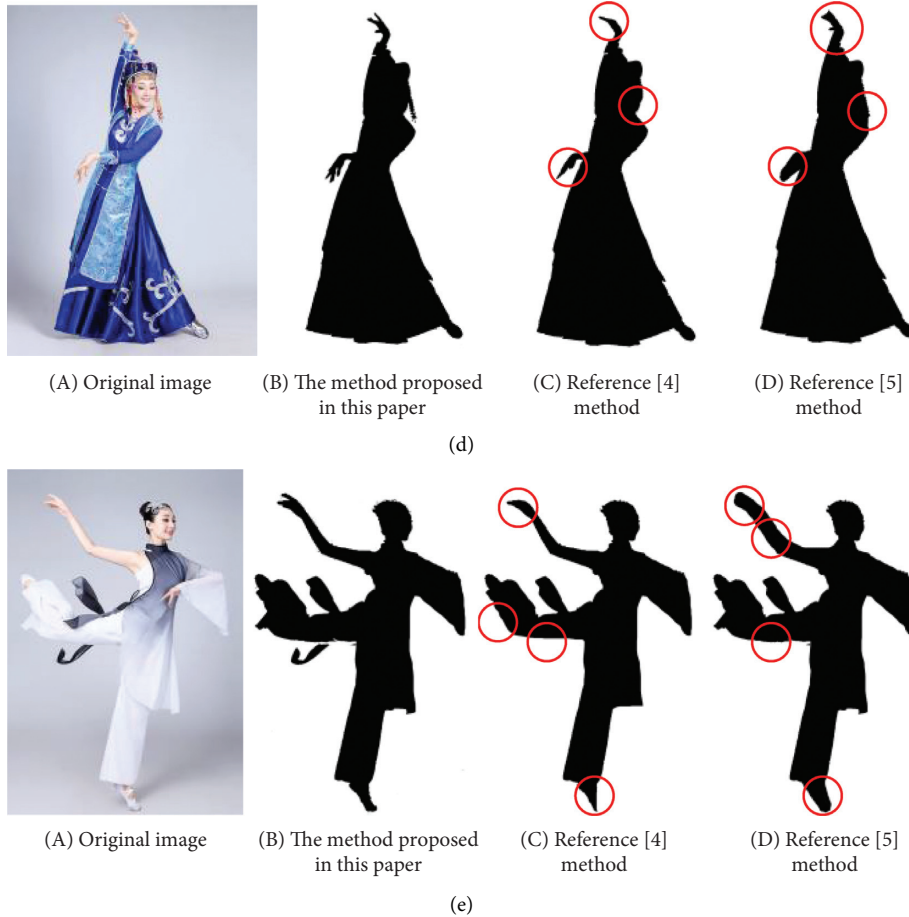 (A) Original image
(B) The method proposed
in this paper
(C) Reference [4]
method
(D) Reference [5]
method
(d)
(A) Original image
(B) The method proposed
in this paper
(C) Reference [4]
method
(D) Reference [5]
method
(e)